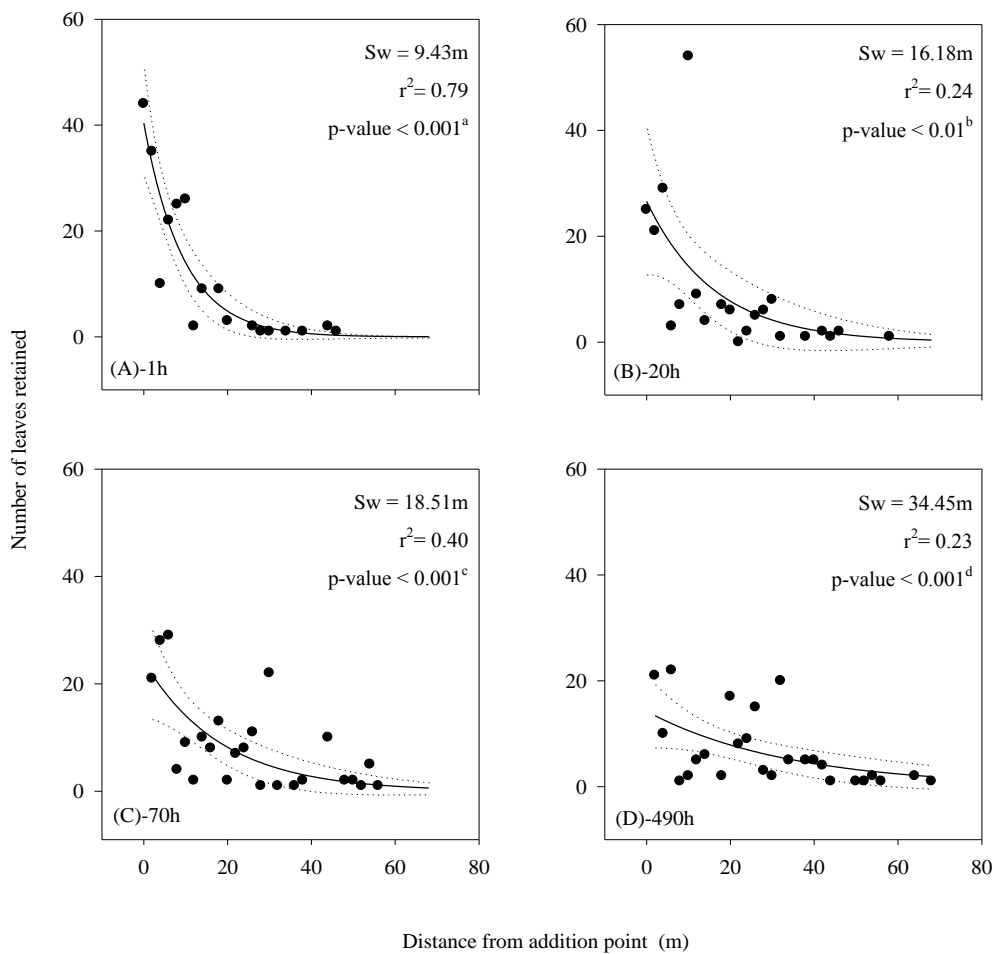 Number of leaves retained
60
40
20
0
Sw = 9.43m
r²= 0.79
p-value < 0.001ᵃ
(A)-1h
60
40
20
0
Sw = 16.18m
r²= 0.24
p-value < 0.01ᵇ
(B)-20h
60
40
20
0
Sw = 18.51m
r²= 0.40
p-value < 0.001ᶜ
(C)-70h
0 20 40 60 80
60
40
20
0
Sw = 34.45m
r²= 0.23
p-value < 0.001ᵈ
(D)-490h
0 20 40 60 80
Distance from addition point (m)